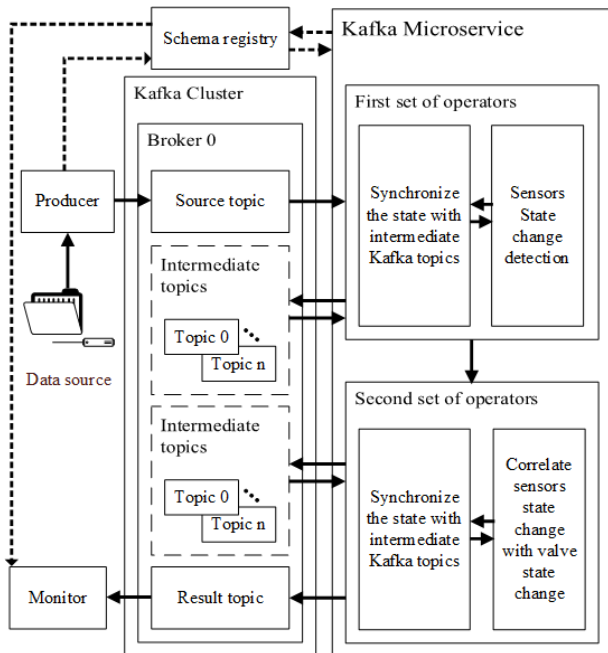 Schema registry
Kafka Microservice
Kafka Cluster
First set of operators
Broker 0
Producer
Source topic
Synchronize
the state with
intermediate
Kafka topics
Sensors
State
change
detection
Intermediate
topics
Topic 0
Topic n
Data source
Second set of operators
Intermediate
topics
Topic 0
Topic n
Synchronize
the state with
intermediate
Kafka topics
Correlate
sensors
state
change
with valve
state
change
Monitor
Result topic